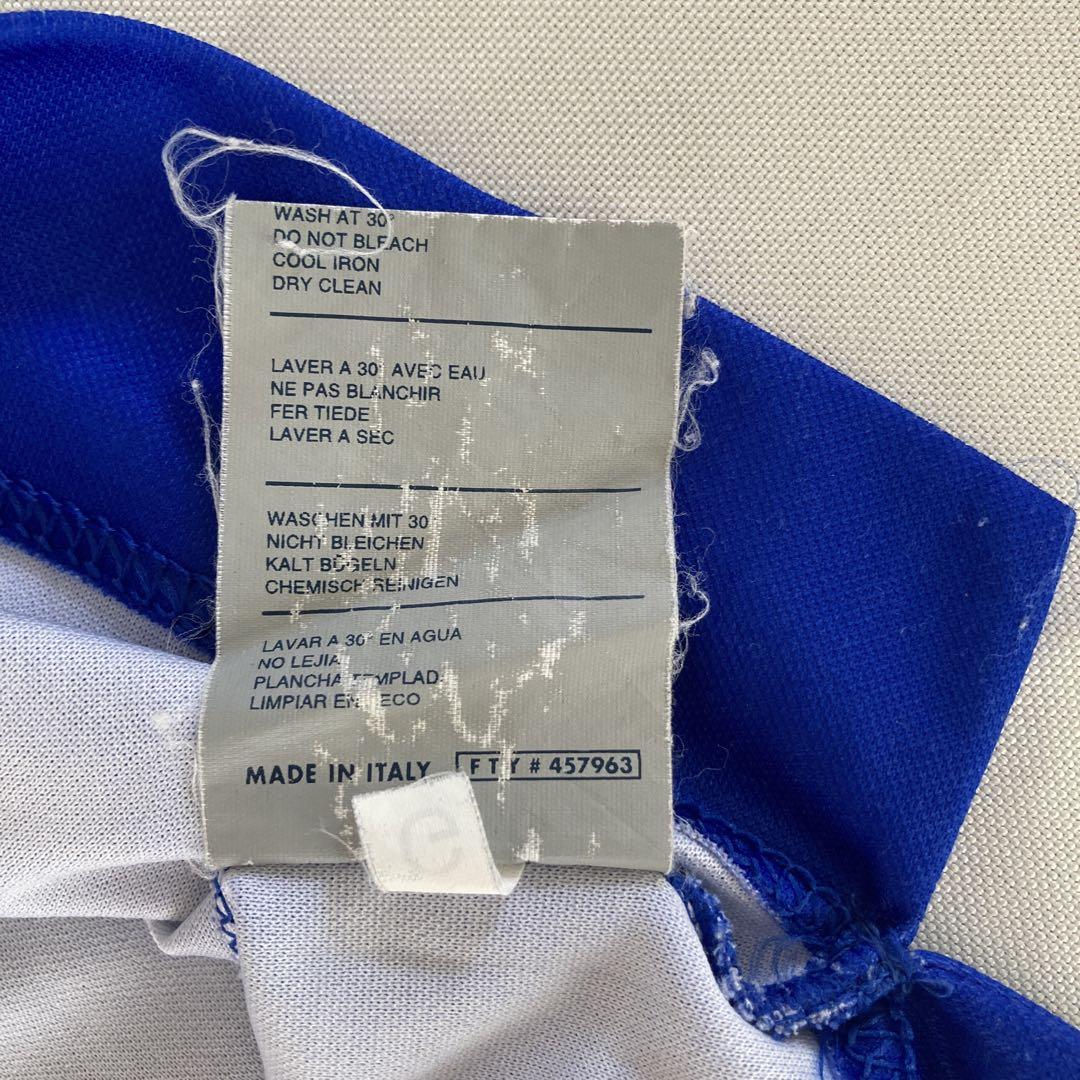 WASH AT 30°
DO NOT BLEACH
COOL IRON
DRY CLEAN
LAVER A 30° AVEC EAU
NE PAS BLANCHIR
FER TIEDE
LAVER A SEC
WASCHEN MIT 30
NICHT BLEICHEN
KALT BÜGELN
CHEMISCH REINIGEN
LAVAR A 30° EN AGUA
NO LEJIA
PLANCHA TEMPLAD
LIMPIAR EN SECO
MADE IN ITALY FTY # 457963